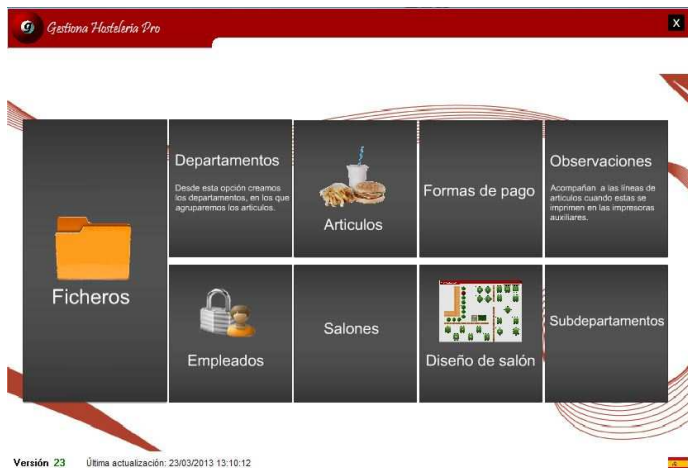 g Gestiona Hosteleria Pro
X
Departamentos
Desde esta opción creamos
los departamentos, en los que
agruparemos los articulos.
Articulos
Formas de pago
Observaciones
Acompañan a las líneas de
articulos cuando estas se
imprimen en las impresoras
auxiliares.
Ficheros
Empleados
Salones
Diseño de salón
Subdepartamentos
Versión 23
Última actualización: 23/03/2013 13:10:12